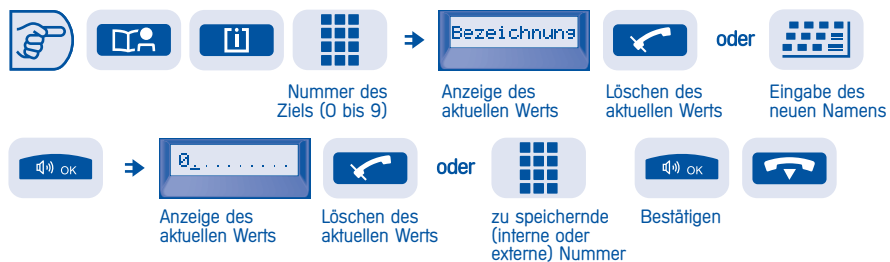 [i]
Bezeichnung
oder
Nummer des
Ziels (0 bis 9)
Anzeige des
aktuellen Werts
Löschen des
aktuellen Werts
Eingabe des
neuen Namens
OK
0_.......
oder
OK
Anzeige des
aktuellen Werts
Löschen des
aktuellen Werts
zu speichernde
(interne oder
externe) Nummer
Bestätigen